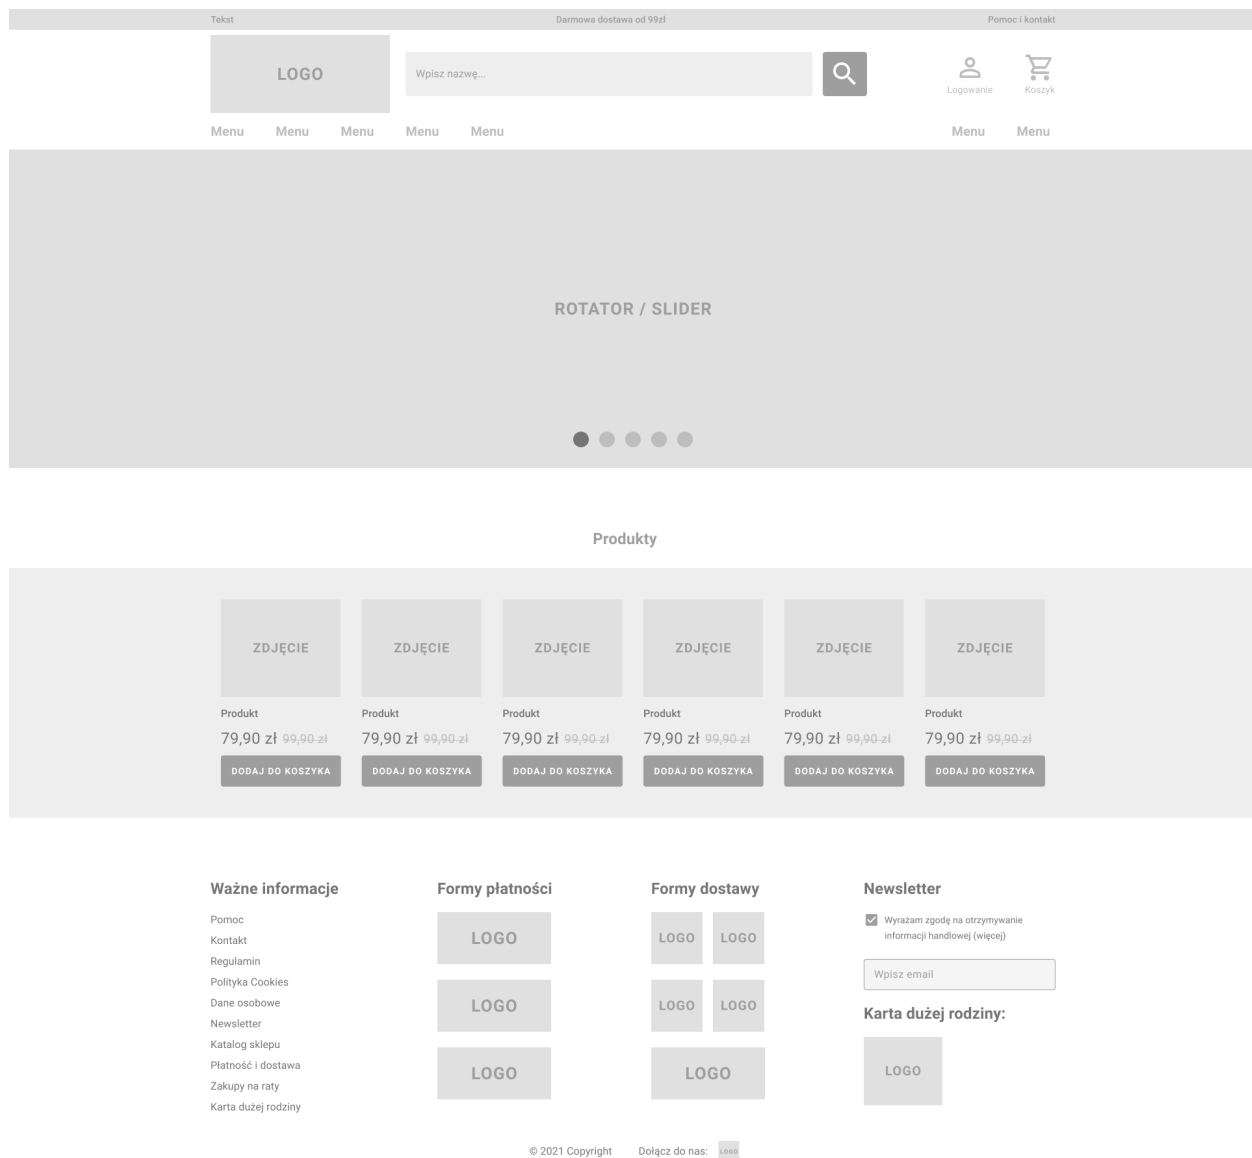 Tekst Darmowa dostawa od 99zł Pomoc i kontakt
LOGO
Wpisz nazwę...
Logowanie Koszyk
Menu Menu Menu Menu Menu Menu Menu
ROTATOR / SLIDER
Produkty
ZDJĘCIE ZDJĘCIE ZDJĘCIE ZDJĘCIE ZDJĘCIE ZDJĘCIE
Produkt Produkt Produkt Produkt Produkt Produkt
79,90 zł 99,90 zł 79,90 zł 99,90 zł 79,90 zł 99,90 zł 79,90 zł 99,90 zł 79,90 zł 99,90 zł 79,90 zł 99,90 zł
DODAJ DO KOSZYKA DODAJ DO KOSZYKA DODAJ DO KOSZYKA DODAJ DO KOSZYKA DODAJ DO KOSZYKA DODAJ DO KOSZYKA
Ważne informacje
Pomoc
Kontakt
Regulamin
Polityka Cookies
Dane osobowe
Newsletter
Katalog sklepu
Płatność i dostawa
Zakupy na raty
Karta dużej rodziny
Formy płatności
LOGO
LOGO
LOGO
Formy dostawy
LOGO LOGO
LOGO LOGO
LOGO
Newsletter
Wyrażam zgodę na otrzymywanie
informacji handlowej (więcej)
Wpisz email
Karta dużej rodziny:
LOGO
© 2021 Copyright Dołącz do nas: LOGO